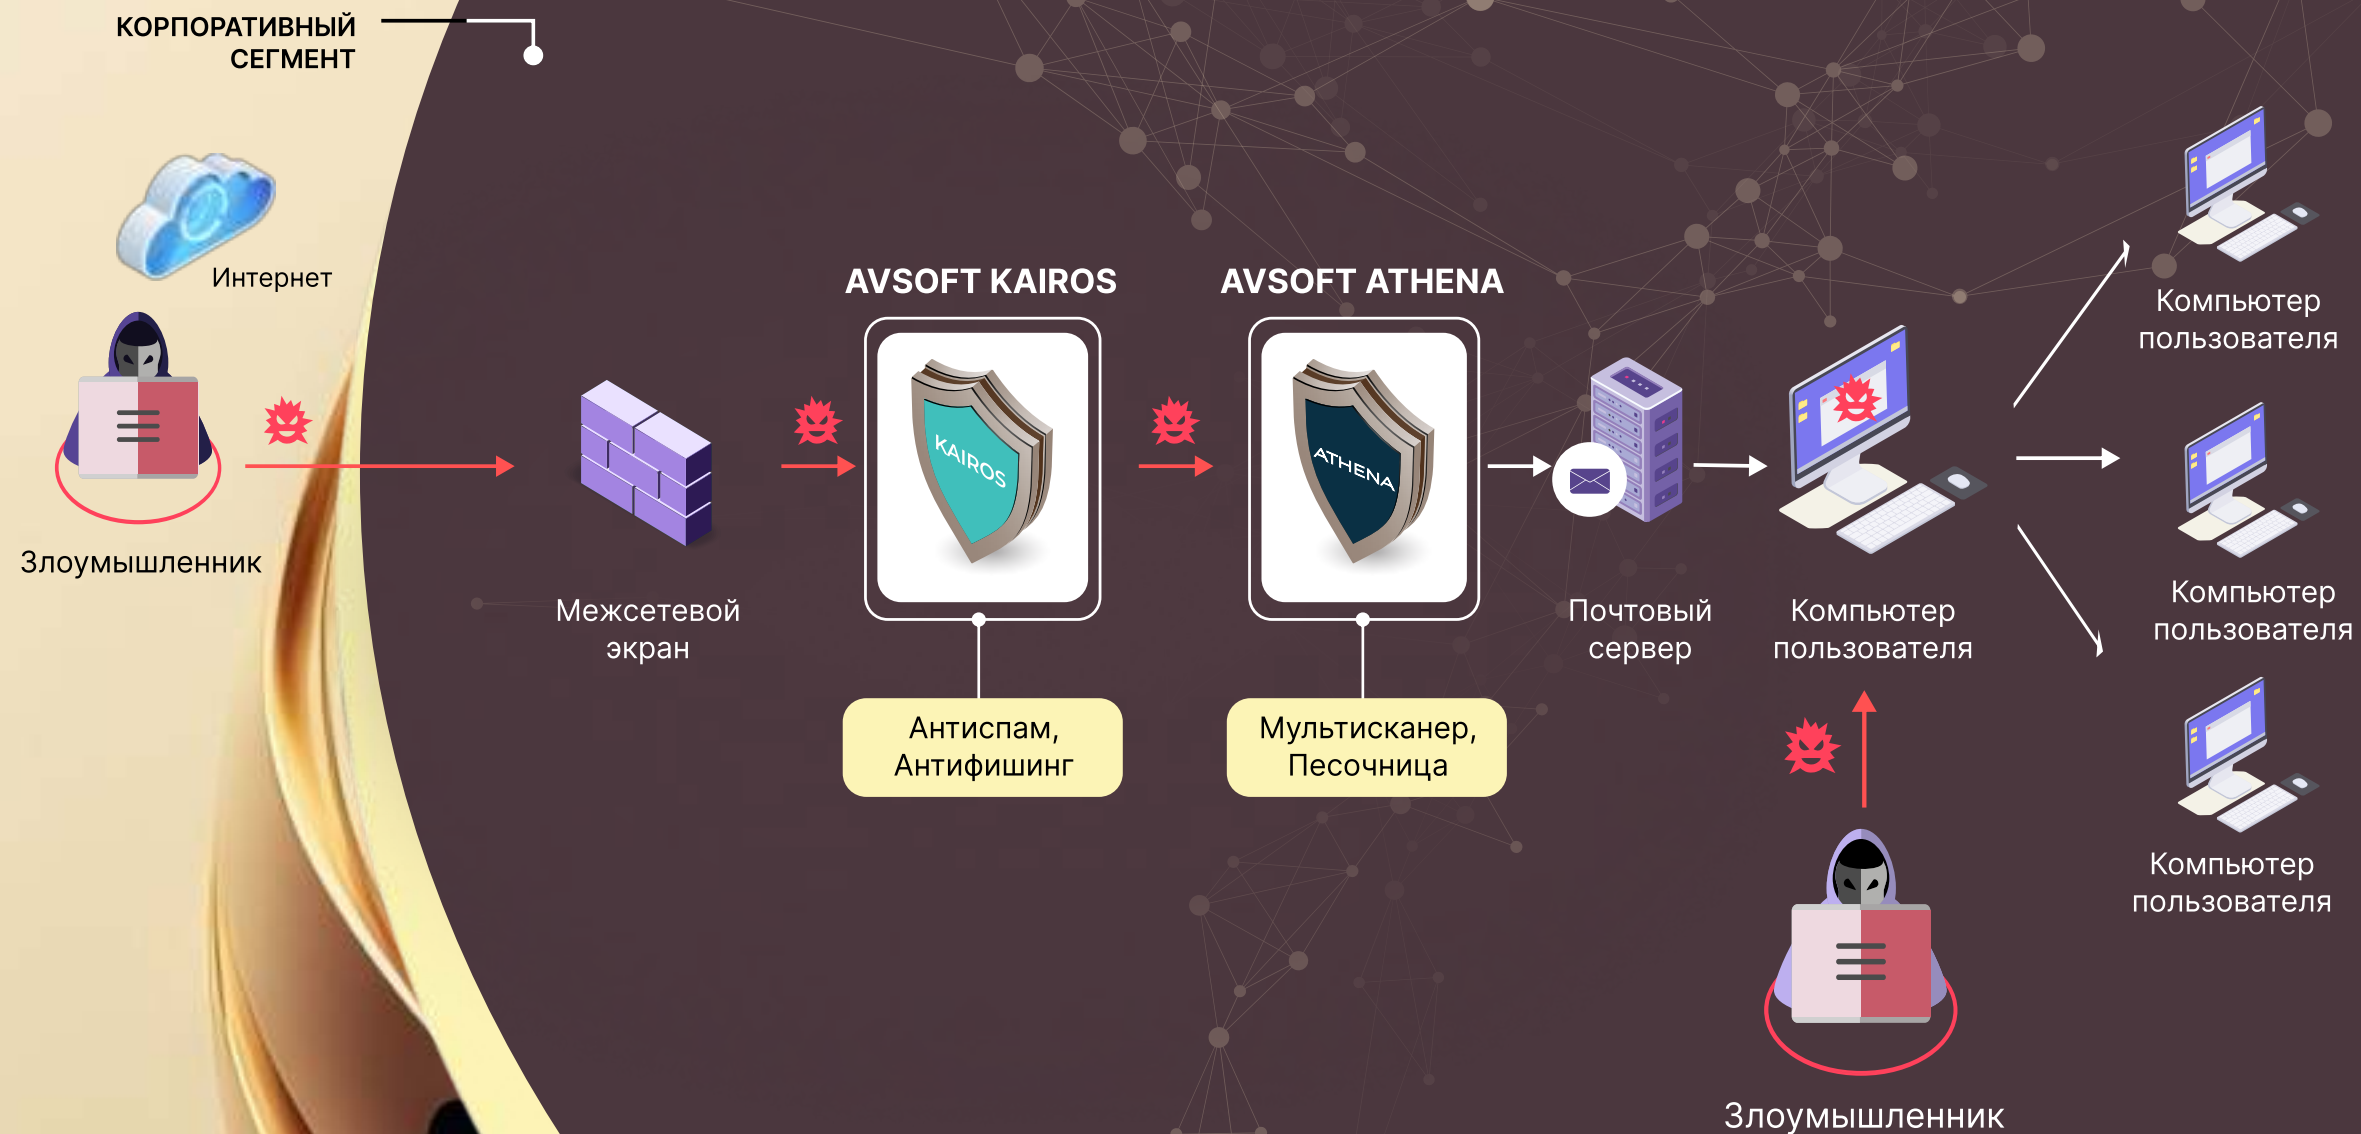 КОРПОРАТИВНЫЙ
СЕГМЕНТ
Интернет
Злоумышленник
Межсетевой
экран
AVSOFT KAIROS
KAIROS
Антиспам,
Антифишинг
AVSOFT ATHENA
ATHENA
Мультисканер,
Песочница
Почтовый
сервер
Компьютер
пользователя
Злоумышленник
Компьютер
пользователя
Компьютер
пользователя
Компьютер
пользователя